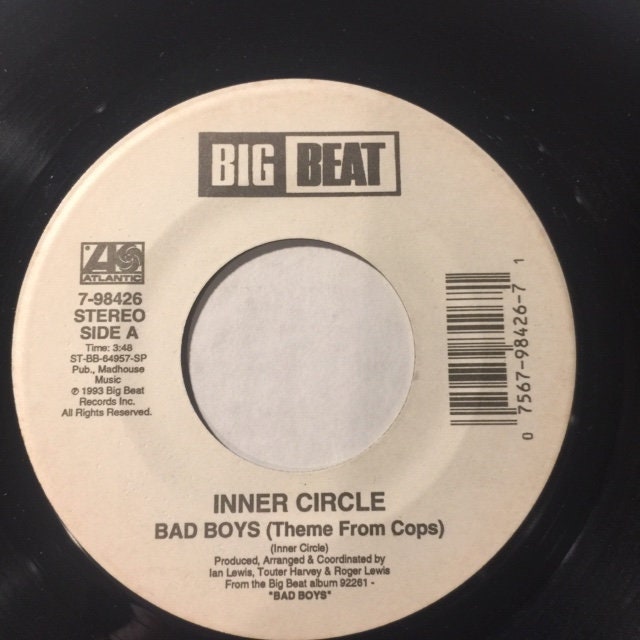 BIG BEAT
ATLANTIC
7-98426
STEREO
SIDE A
Time: 3:48
ST-BB-64957-SP
Pub., Madhouse
Music
℗ 1993 Big Beat
Records Inc.
All Rights Reserved.
0 7567-98426-7 1
INNER CIRCLE
BAD BOYS (Theme From Cops)
(Inner Circle)
Produced, Arranged & Coordinated by
Ian Lewis, Touter Harvey & Roger Lewis
From the Big Beat album 92261 -
"BAD BOYS"